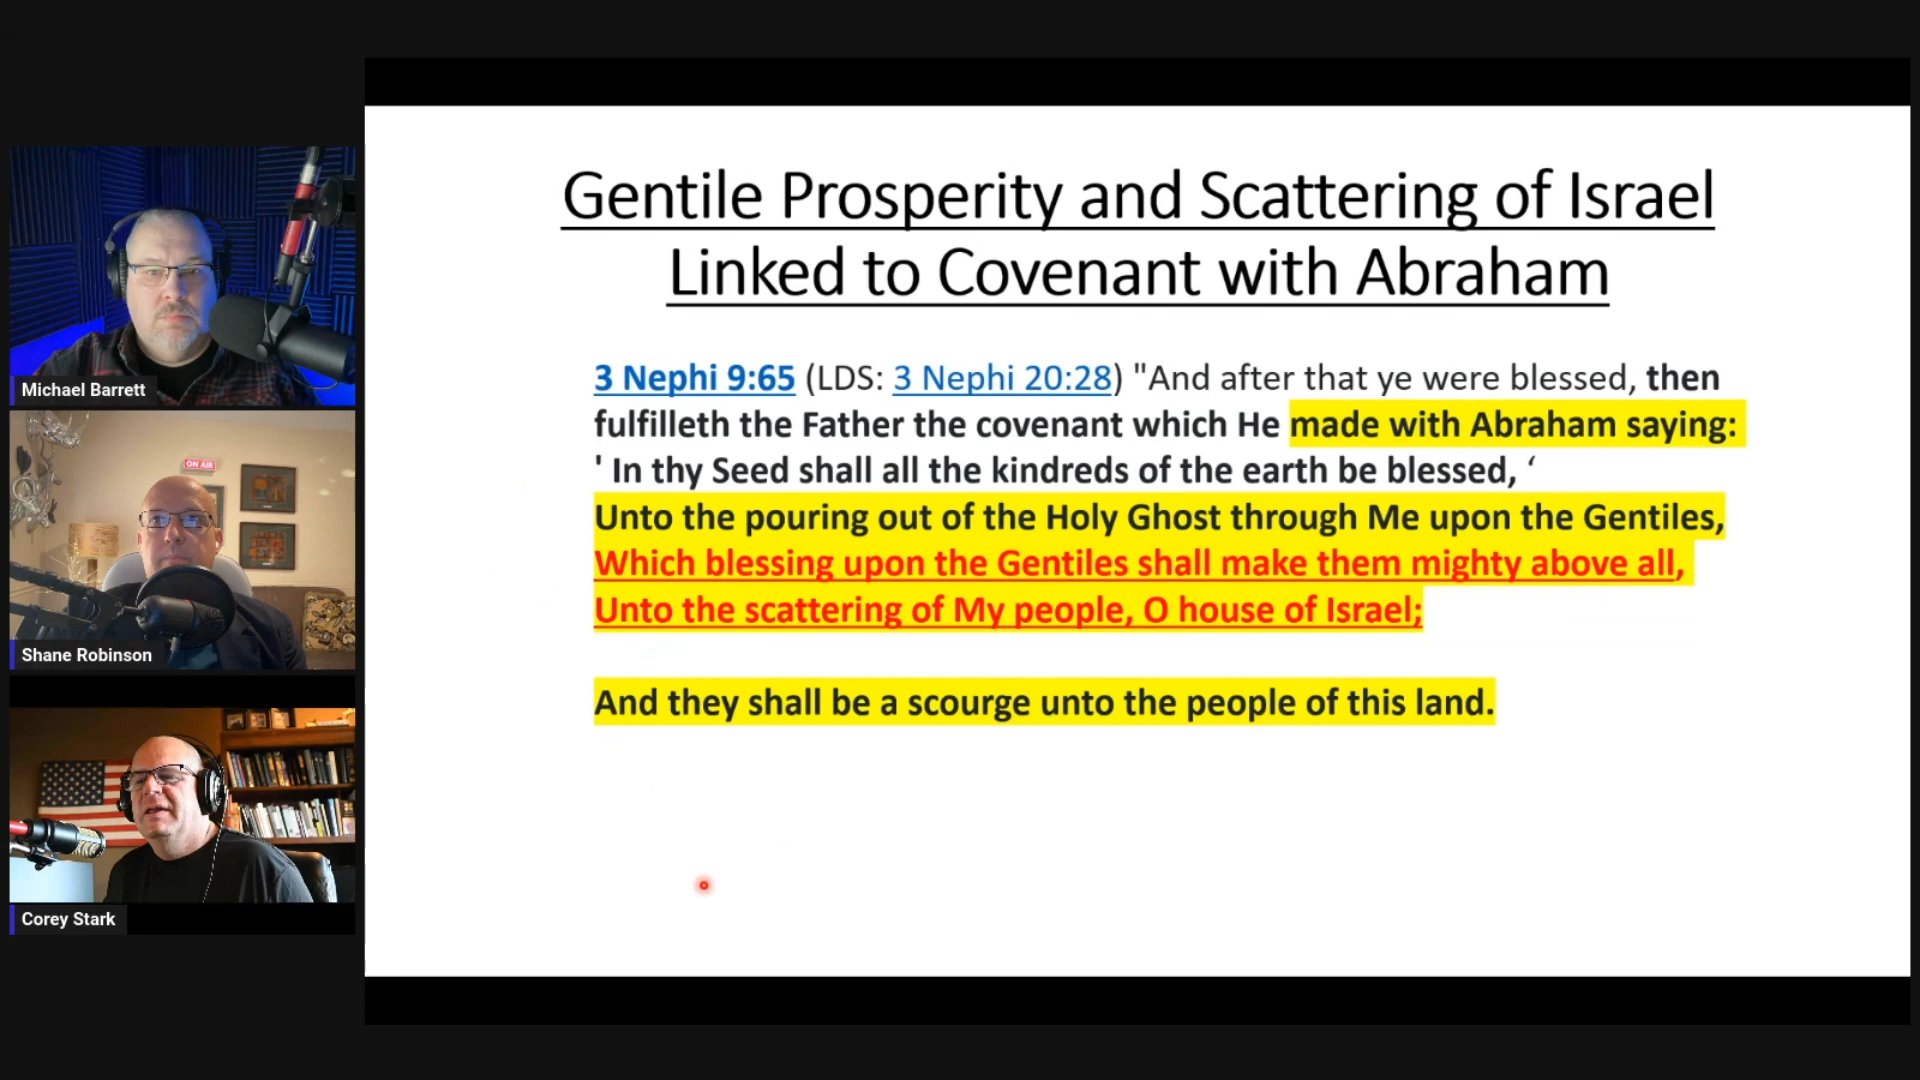 Gentile Prosperity and Scattering of Israel
Linked to Covenant with Abraham
3 Nephi 9:65 (LDS: 3 Nephi 20:28) "And after that ye were blessed, then
fulfilleth the Father the covenant which He made with Abraham saying:
' In thy Seed shall all the kindreds of the earth be blessed, ‘
Unto the pouring out of the Holy Ghost through Me upon the Gentiles,
Which blessing upon the Gentiles shall make them mighty above all,
Unto the scattering of My people, O house of Israel;
And they shall be a scourge unto the people of this land.
Michael Barrett
ON AIR
Shane Robinson
Corey Stark